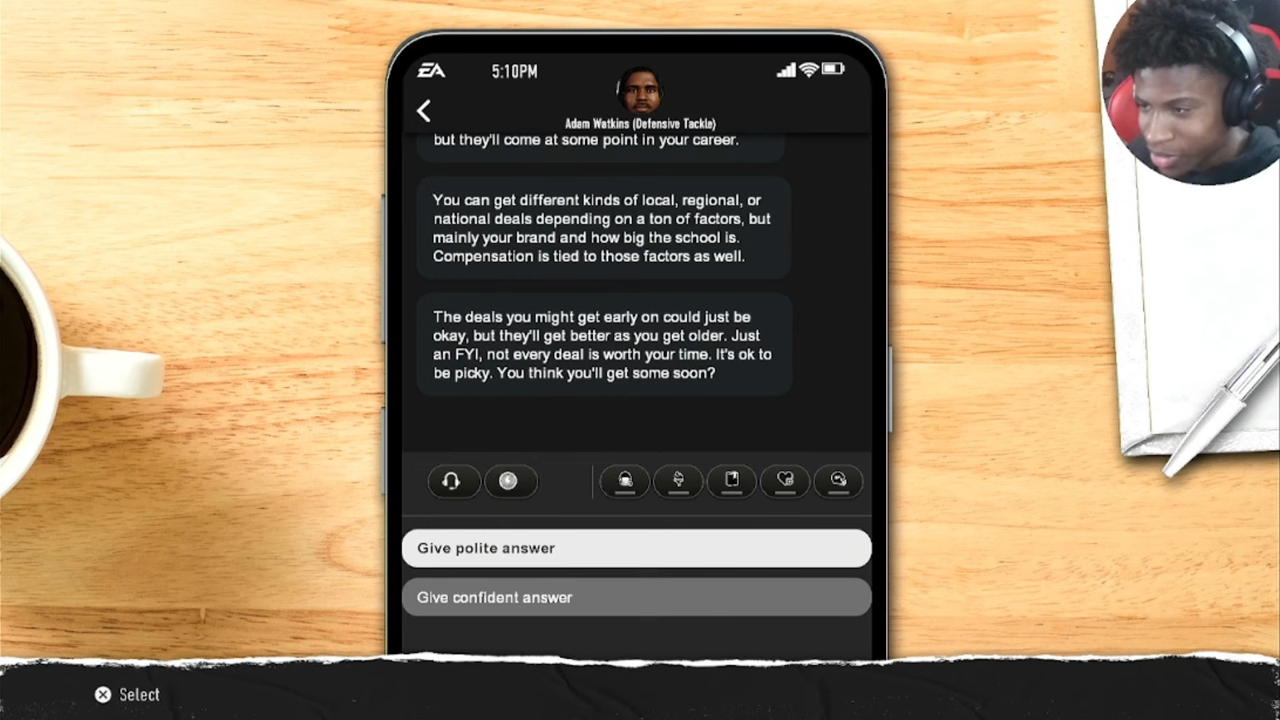 EA
5:10PM
Adam Watkins (Defensive Tackle)
but they'll come at some point in your career.
You can get different kinds of local, regional, or
national deals depending on a ton of factors, but
mainly your brand and how big the school is.
Compensation is tied to those factors as well.
The deals you might get early on could just be
okay, but they'll get better as you get older. Just
an FYI, not every deal is worth your time. It's ok to
be picky. You think you'll get some soon?
Give polite answer
Give confident answer
Select